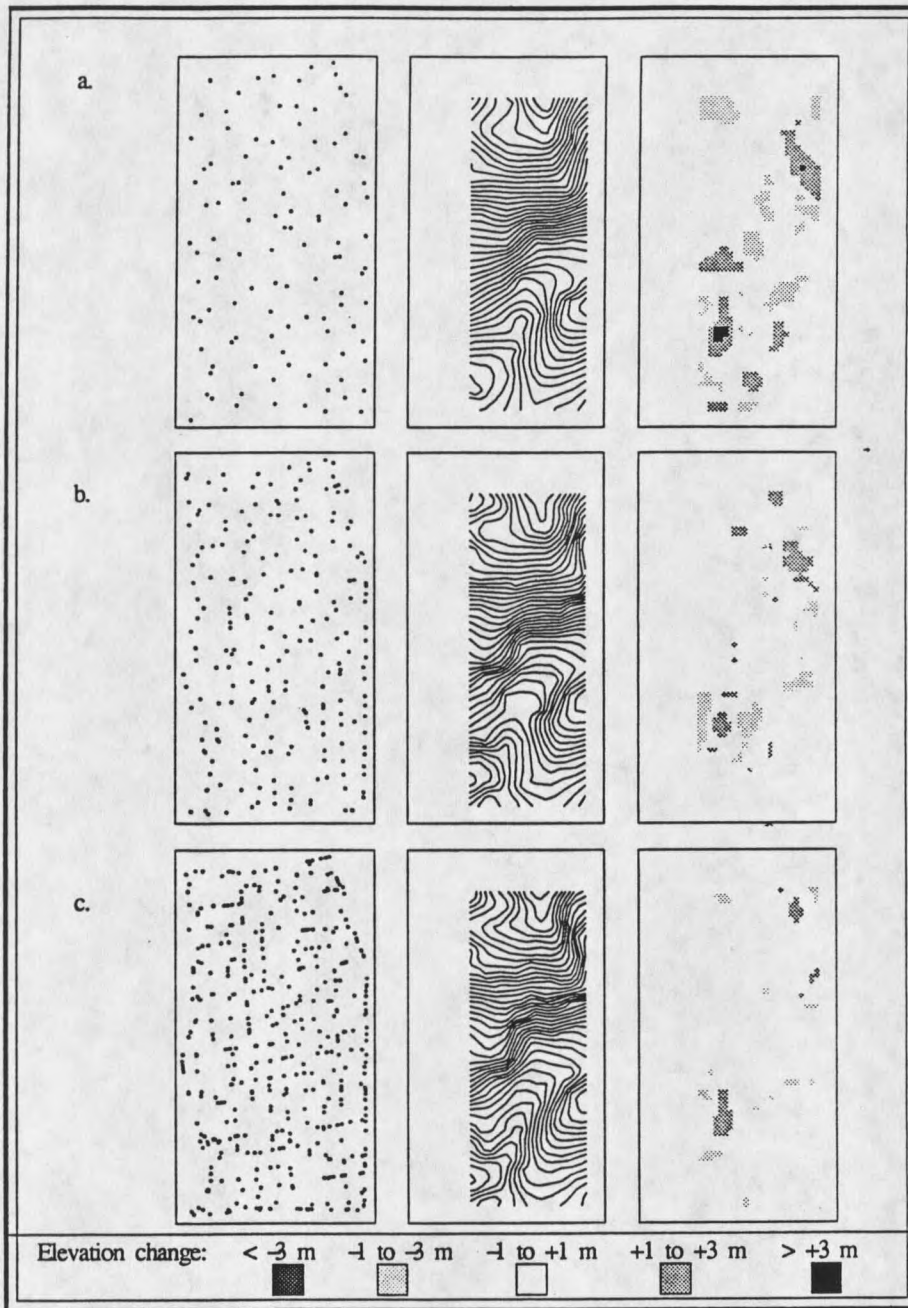 a.
b.
c.
Elevation change: < -3 m -1 to -3 m -1 to +1 m +1 to +3 m > +3 m